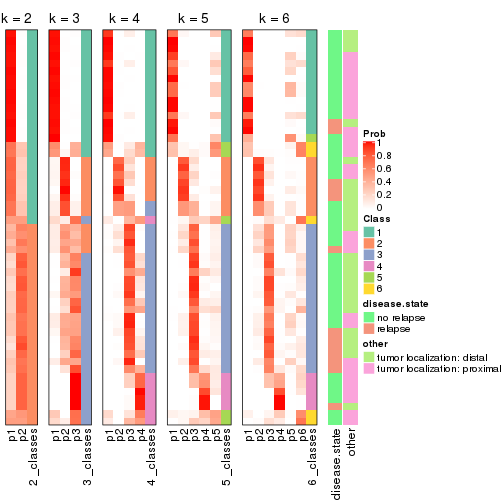 k = 2 k = 3 k = 4 k = 5 k = 6
Prob
1
0.8
0.6
0.4
0.2
0
Class
1
2
3
4
5
6
disease.state
no relapse
relapse
other
tumor localization: distal
tumor localization: proximal
p1 p2 2_classes p1 p2 p3 3_classes p1 p2 p3 p4 4_classes p1 p2 p3 p4 p5 5_classes p1 p2 p3 p4 p5 p6 6_classes disease.state other